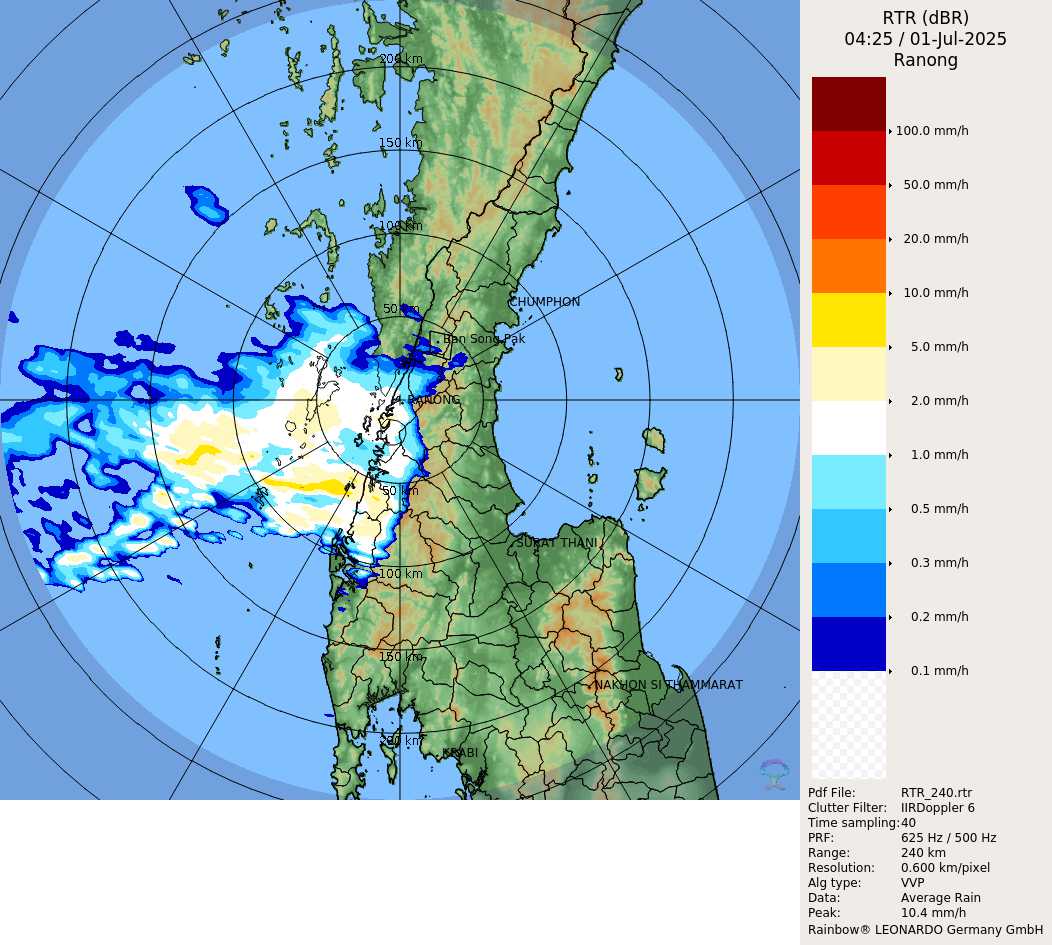 RTR (dBR)
04:25 / 01-Jul-2025
Ranong
200 km
150 km
100 km
50 km
CHUMPHON
Ban Song Pak
RANONG
50 km
SURAT THANI
100 km
150 km
NAKHON SI THAMMARAT
200 km
KRABI
100.0 mm/h
50.0 mm/h
20.0 mm/h
10.0 mm/h
5.0 mm/h
2.0 mm/h
1.0 mm/h
0.5 mm/h
0.3 mm/h
0.2 mm/h
0.1 mm/h
Pdf File: RTR_240.rtr
Clutter Filter: IIRDoppler 6
Time sampling:40
PRF: 625 Hz / 500 Hz
Range: 240 km
Resolution: 0.600 km/pixel
Alg type: VVP
Data: Average Rain
Peak: 10.4 mm/h
Rainbow® LEONARDO Germany GmbH